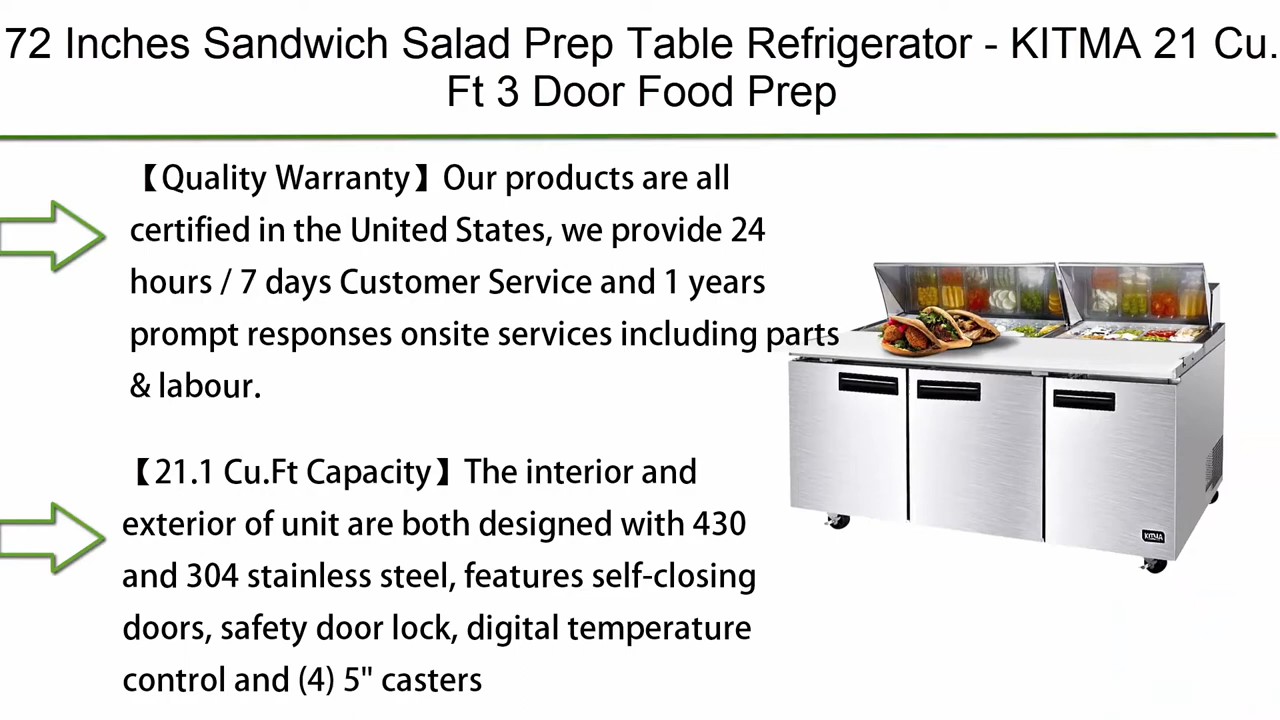 72 Inches Sandwich Salad Prep Table Refrigerator - KITMA 21 Cu.
Ft 3 Door Food Prep
【Quality Warranty】Our products are all
certified in the United States, we provide 24
hours / 7 days Customer Service and 1 years
prompt responses onsite services including parts
& labour.
【21.1 Cu.Ft Capacity】The interior and
exterior of unit are both designed with 430
and 304 stainless steel, features self-closing
doors, safety door lock, digital temperature
control and (4) 5" casters
KITMA